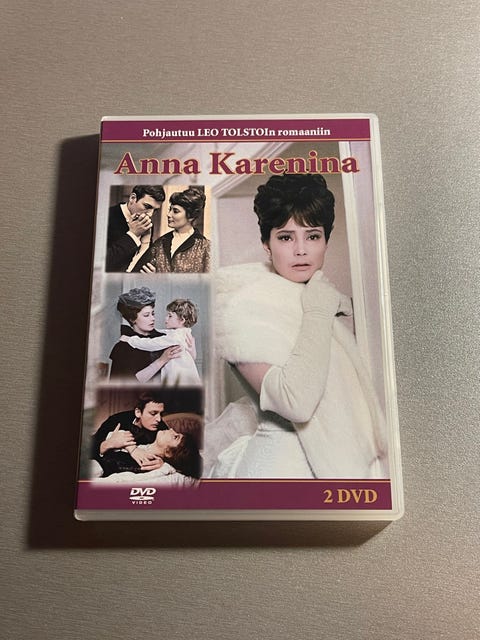 Pohjautuu LEO TOLSTOIn romaaniin
Anna Karenina
DVD
VIDEO
2 DVD